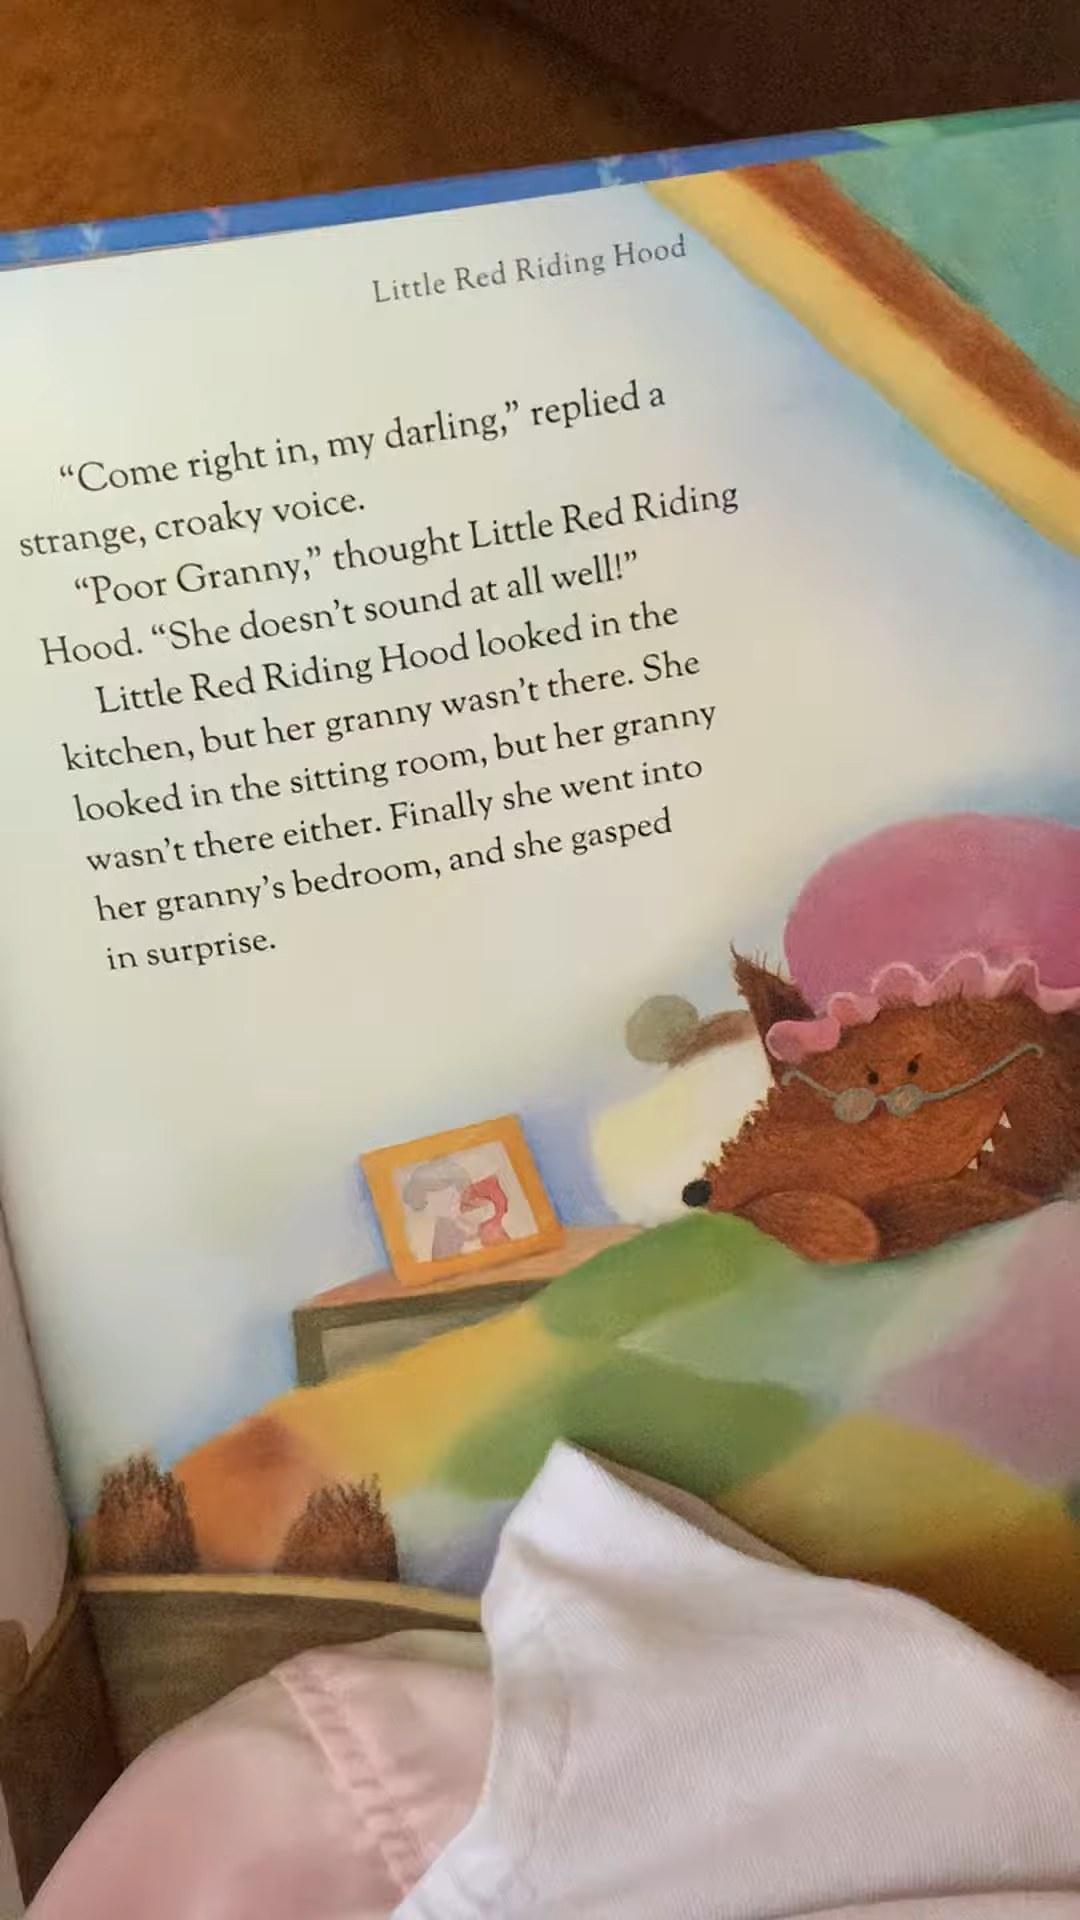 Little Red Riding Hood
“Come right in, my darling,” replied a
strange, croaky voice.
“Poor Granny,” thought Little Red Riding
Hood. “She doesn’t sound at all well!”
Little Red Riding Hood looked in the
kitchen, but her granny wasn’t there. She
looked in the sitting room, but her granny
wasn’t there either. Finally she went into
her granny’s bedroom, and she gasped
in surprise.